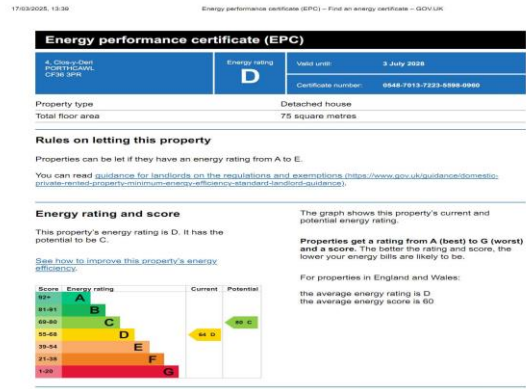 17/03/2025, 13:36
Energy performance certificate (EPC) – Find an energy certificate – GOV.UK
Energy performance certificate (EPC)
4, Clos-y-Deri
PORTHCAWL
CF36 3PR
Energy rating
D
Valid until:
3 July 2028
Certificate number:
Property type
Detached house
Total floor area
75 square metres
Rules on letting this property
Properties can be let if they have an energy rating from A to E.
You can read guidance for landlords on the regulations and exemptions (https://www.gov.uk/guidance/domestic-
private-rented-property-minimum-energy-efficiency-standard-landlord-guidance).
Energy rating and score
This property's energy rating is D. It has the
potential to be C.
See how to improve this property's energy
efficiency.
Score Energy rating Current Potential
92+ A
81-91 B
69-80 C 80 C
55-68 D 64 D
39-54 E
21-38 F
1-20 G
The graph shows this property's current and
potential energy rating.
Properties get a rating from A (best) to G (worst)
and a score. The better the rating and score, the
lower your energy bills are likely to be.
For properties in England and Wales:
the average energy rating is D
the average energy score is 60